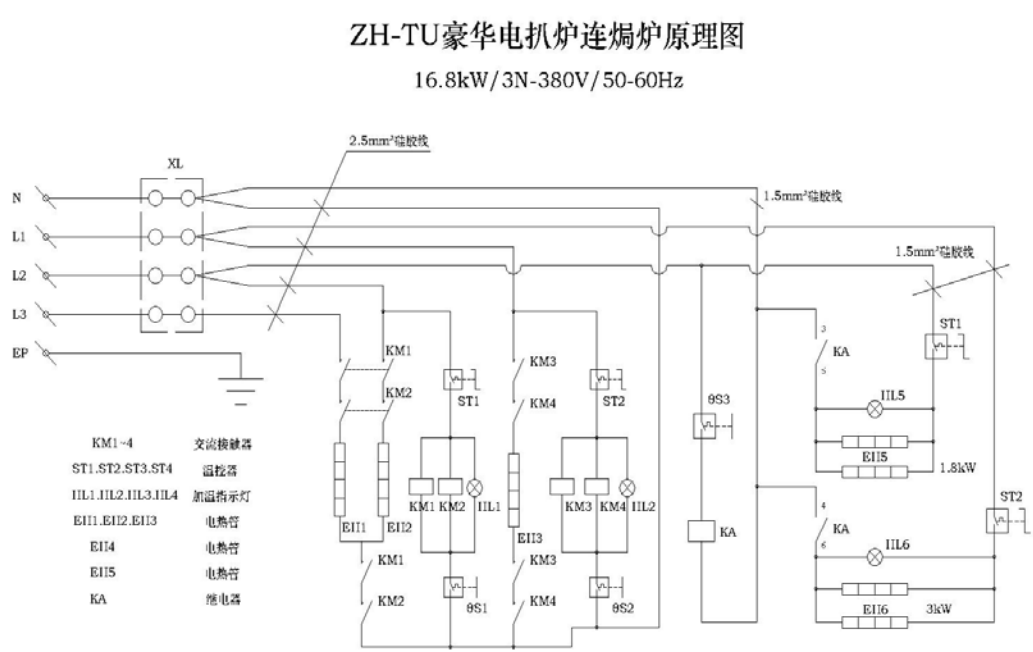 ZH-TU豪华电扒炉连焗炉原理图
16.8kW/3N-380V/50-60Hz
2.5mm²硅胶线
XL
N
1.5mm²硅胶线
L1
1.5mm²硅胶线
L2
L3
ST1
KM1
EP
KA
3
5
KM3
KM2
ST1
ST2
KM4
HL5
θS3
KM1~4 交流接触器
EH5
ST1.ST2.ST3.ST4 温控器
1.8kW
HL1.HL2.HL3.HL4 加温指示灯
ST2
KM1 KM2 HL1
KM3 KM4 HL2
4
EH1.EH2.EH3 电热管
EH1 EH2
KA
KA
EH3
6
EH4 电热管
HL6
KM1
KM3
EH5 电热管
KA 继电器
KM2
θS1
KM4
θS2
EH6
3kW